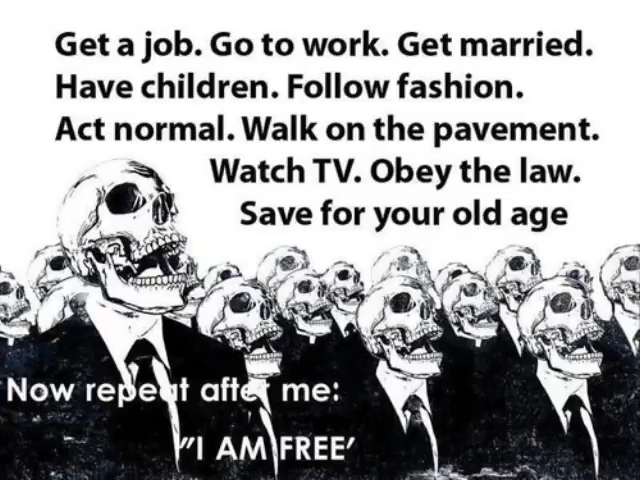 Get a job. Go to work. Get married.
Have children. Follow fashion.
Act normal. Walk on the pavement.
Watch TV. Obey the law.
Save for your old age
Now repeat after me:
"I AM FREE'